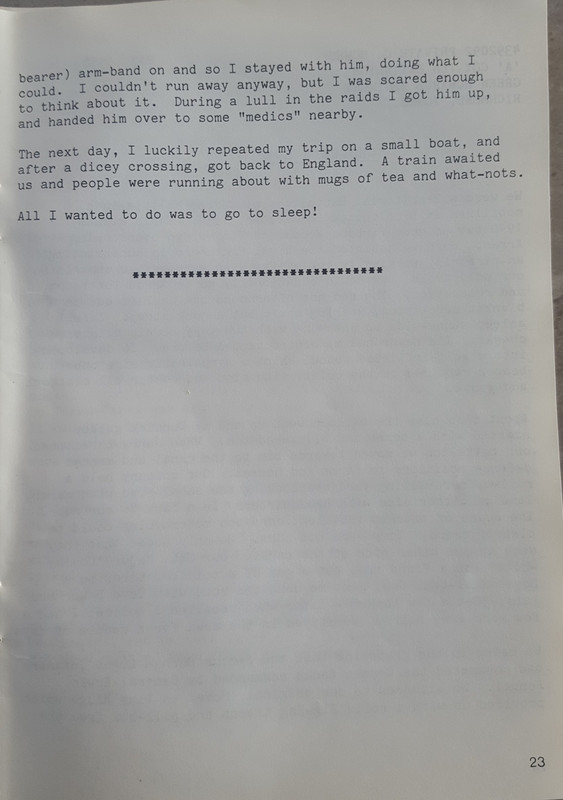 bearer) arm-band on and so I stayed with him, doing what I
could. I couldn't run away anyway, but I was scared enough
to think about it. During a lull in the raids I got him up,
and handed him over to some "medics" nearby.
The next day, I luckily repeated my trip on a small boat, and
after a dicey crossing, got back to England. A train awaited
us and people were running about with mugs of tea and what-nots.
All I wanted to do was to go to sleep!
********************************
23